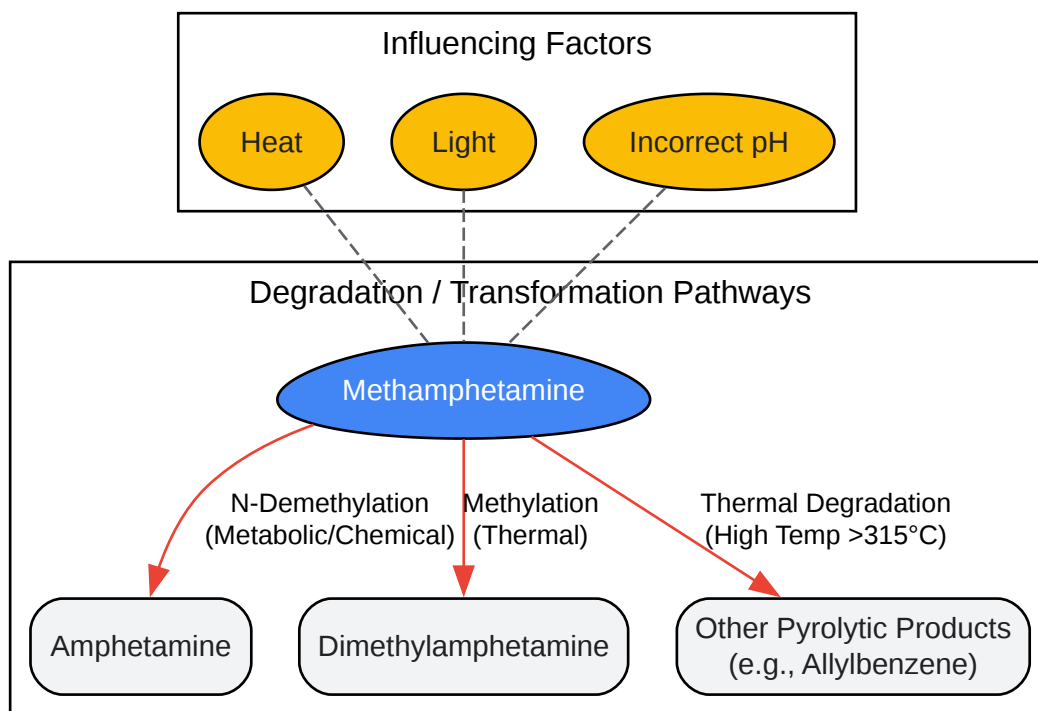 Influencing Factors
Heat
Light
Incorrect pH
Degradation / Transformation Pathways
Methamphetamine
N-Demethylation
(Metabolic/Chemical)
Methylation
(Thermal)
Thermal Degradation
(High Temp >315°C)
Amphetamine
Dimethylamphetamine
Other Pyrolytic Products
(e.g., Allylbenzene)